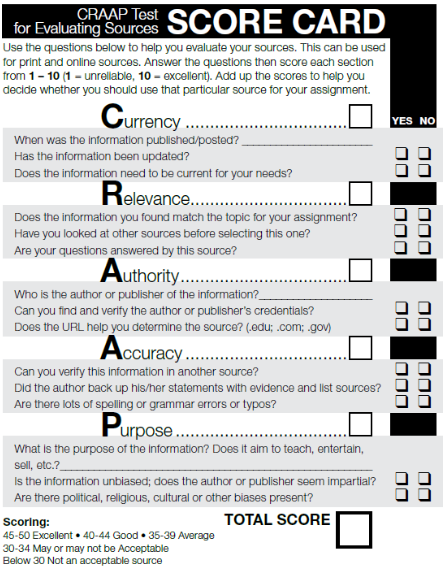 CRAAP Test
for Evaluating Sources SCORE CARD
Use the questions below to help you evaluate your sources. This can be used
for print and online sources. Answer the questions then score each section
from 1 – 10 (1 = unreliable, 10 = excellent). Add up the scores to help you
decide whether you should use that particular source for your assignment.
Currency
YES NO
When was the information published/posted?
Has the information been updated?
Does the information need to be current for your needs?
Relevance
Does the information you found match the topic for your assignment?
Have you looked at other sources before selecting this one?
Are your questions answered by this source?
Authority
Who is the author or publisher of the information?
Can you find and verify the author or publisher's credentials?
Does the URL help you determine the source? (.edu; .com; .gov)
Accuracy
Can you verify this information in another source?
Did the author back up his/her statements with evidence and list sources?
Are there lots of spelling or grammar errors or typos?
Purpose
What is the purpose of the information? Does it aim to teach, entertain,
sell, etc.?
Is the information unbiased; does the author or publisher seem impartial?
Are there political, religious, cultural or other biases present?
Scoring:
TOTAL SCORE
45-50 Excellent • 40-44 Good • 35-39 Average
30-34 May or may not be Acceptable
Below 30 Not an acceptable source